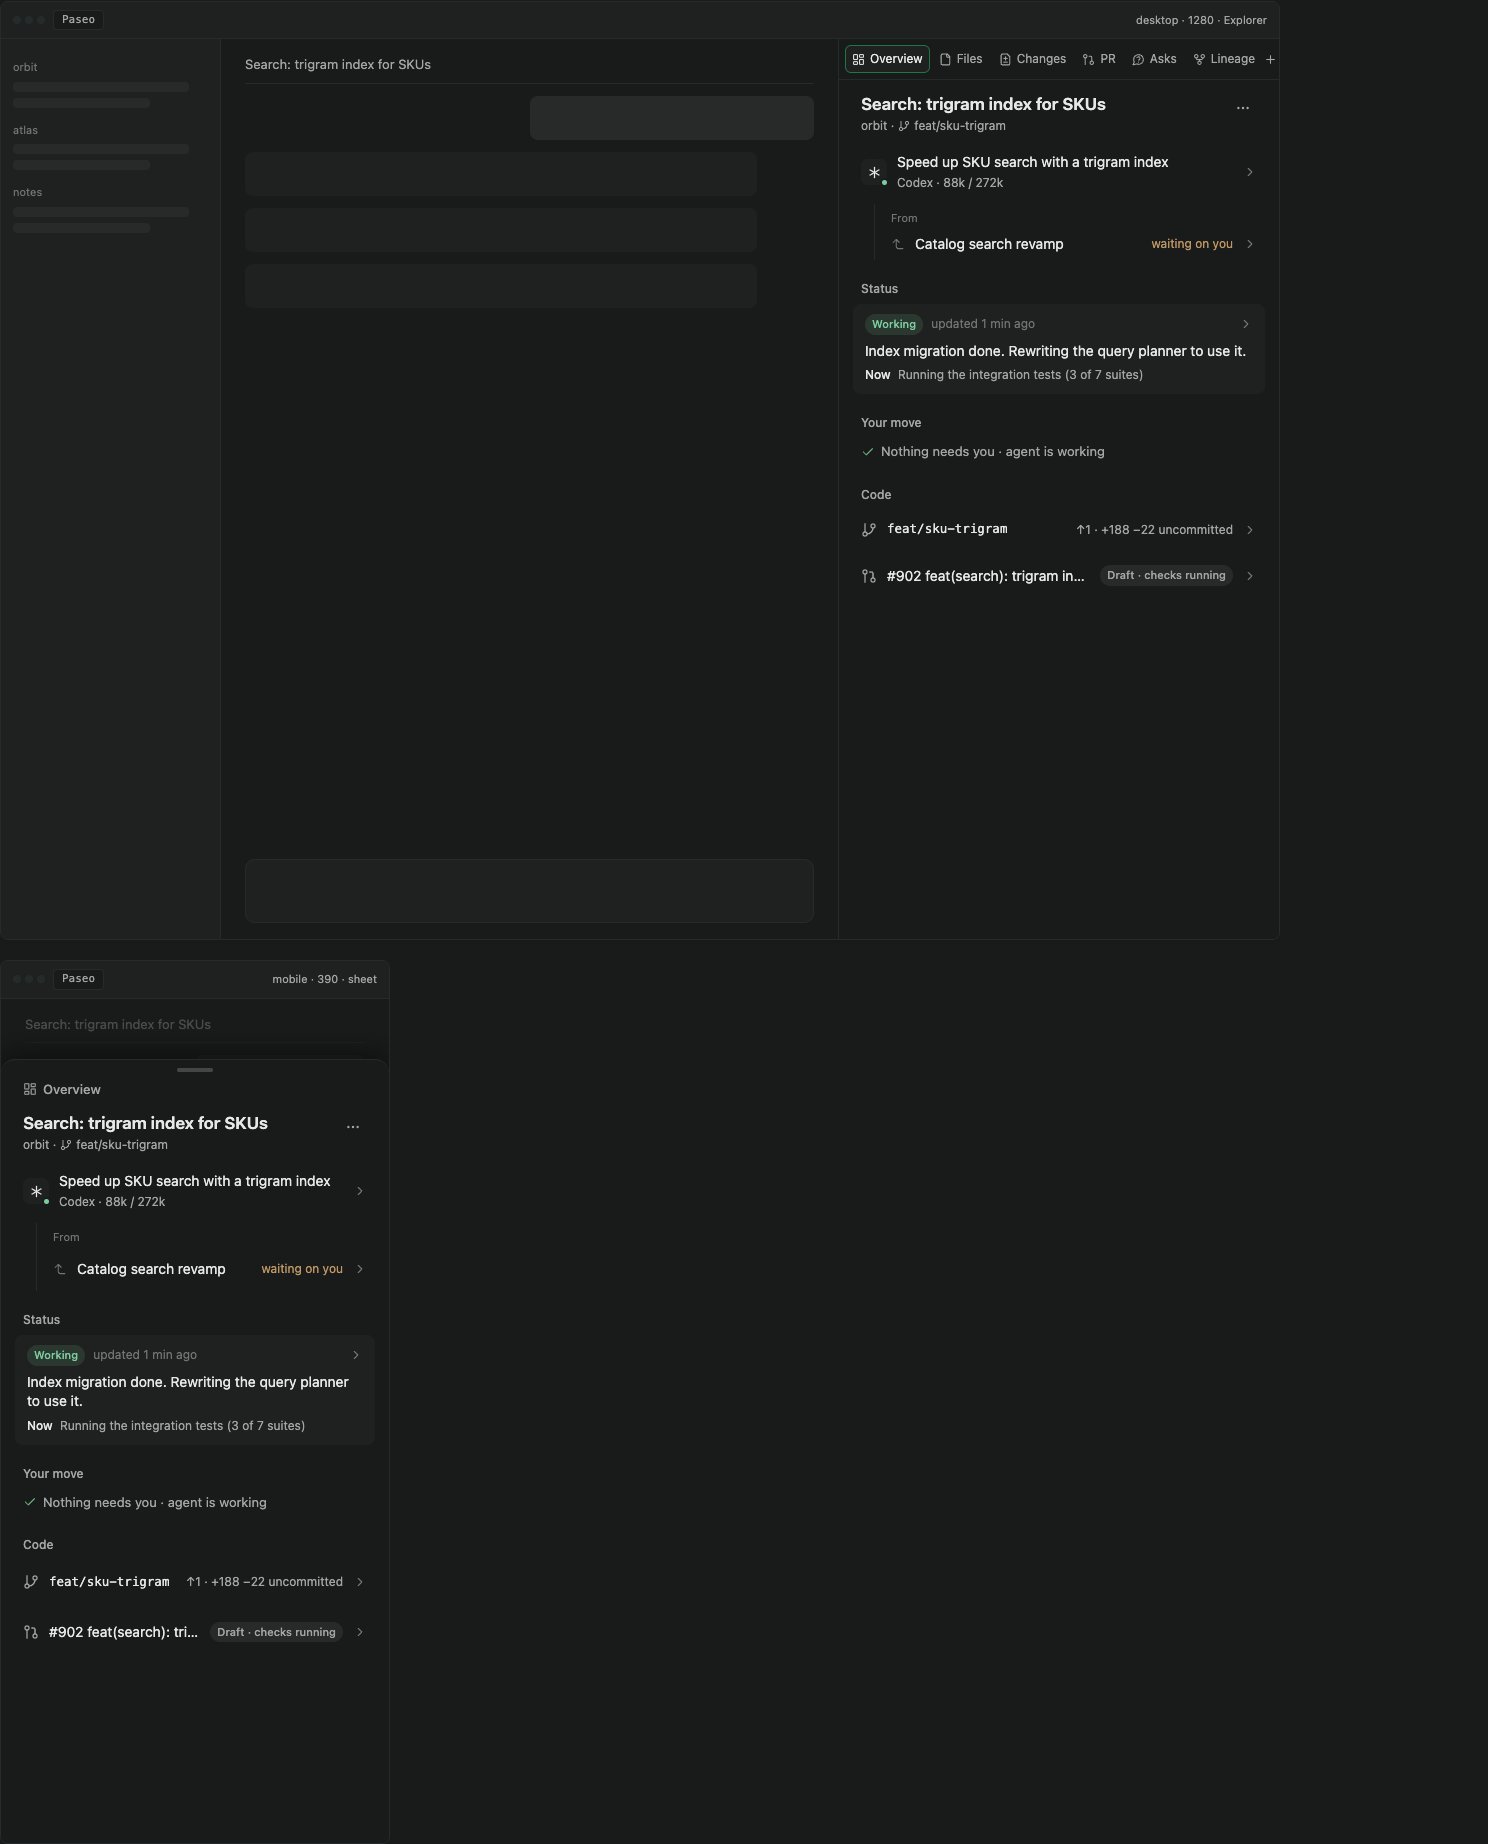 Paseo
desktop · 1280 · Explorer
orbit
atlas
notes
Search: trigram index for SKUs
Overview Files Changes PR Asks Lineage +
Search: trigram index for SKUs
...
orbit · feat/sku-trigram
Speed up SKU search with a trigram index
Codex · 88k / 272k
From
Catalog search revamp waiting on you
Status
Working updated 1 min ago
Index migration done. Rewriting the query planner to use it.
Now Running the integration tests (3 of 7 suites)
Your move
Nothing needs you · agent is working
Code
feat/sku-trigram ↑1 · +188 −22 uncommitted
#902 feat(search): trigram in... Draft · checks running
Paseo
mobile · 390 · sheet
Search: trigram index for SKUs
Overview
Search: trigram index for SKUs
...
orbit · feat/sku-trigram
Speed up SKU search with a trigram index
Codex · 88k / 272k
From
Catalog search revamp waiting on you
Status
Working updated 1 min ago
Index migration done. Rewriting the query planner
to use it.
Now Running the integration tests (3 of 7 suites)
Your move
Nothing needs you · agent is working
Code
feat/sku-trigram ↑1 · +188 −22 uncommitted
#902 feat(search): tri... Draft · checks running